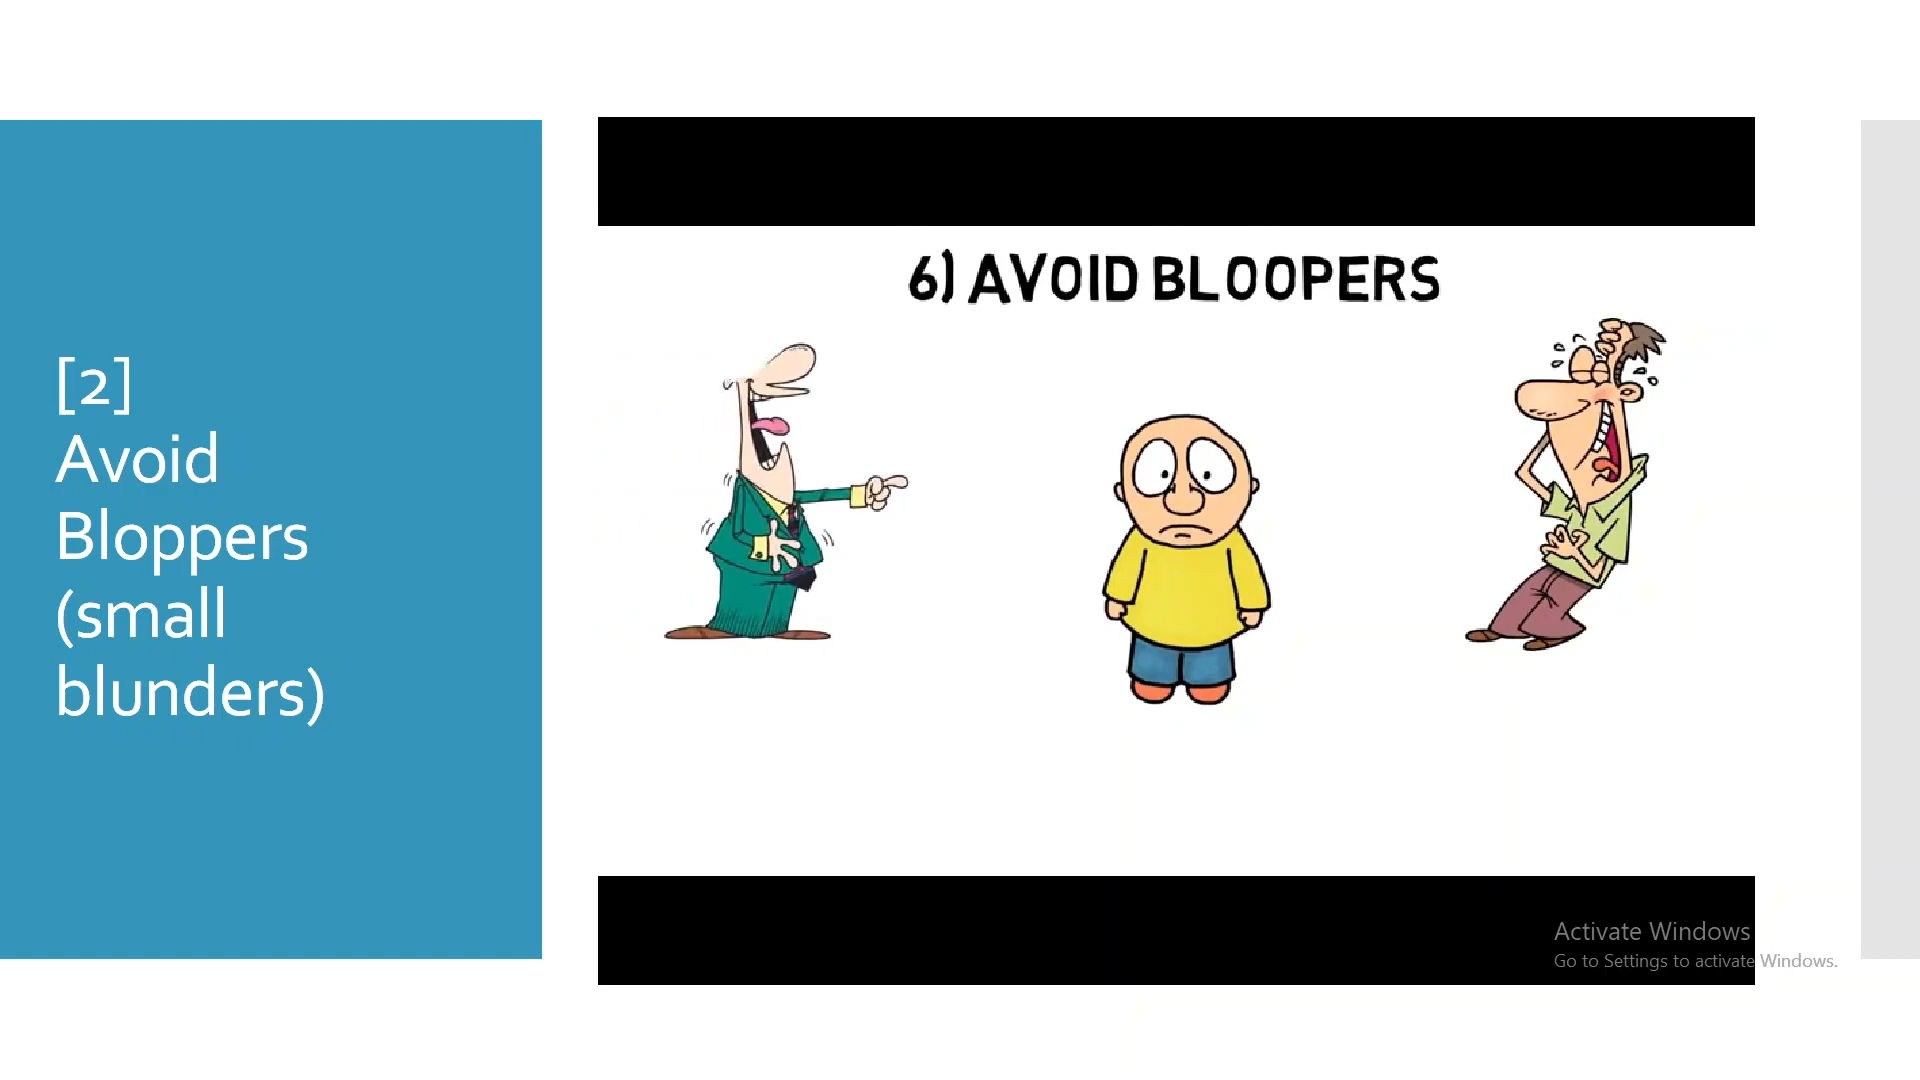 [2]
Avoid
Bloppers
(small
blunders)
6) AVOID BLOOPERS
Activate Windows
Go to Settings to activate Windows.